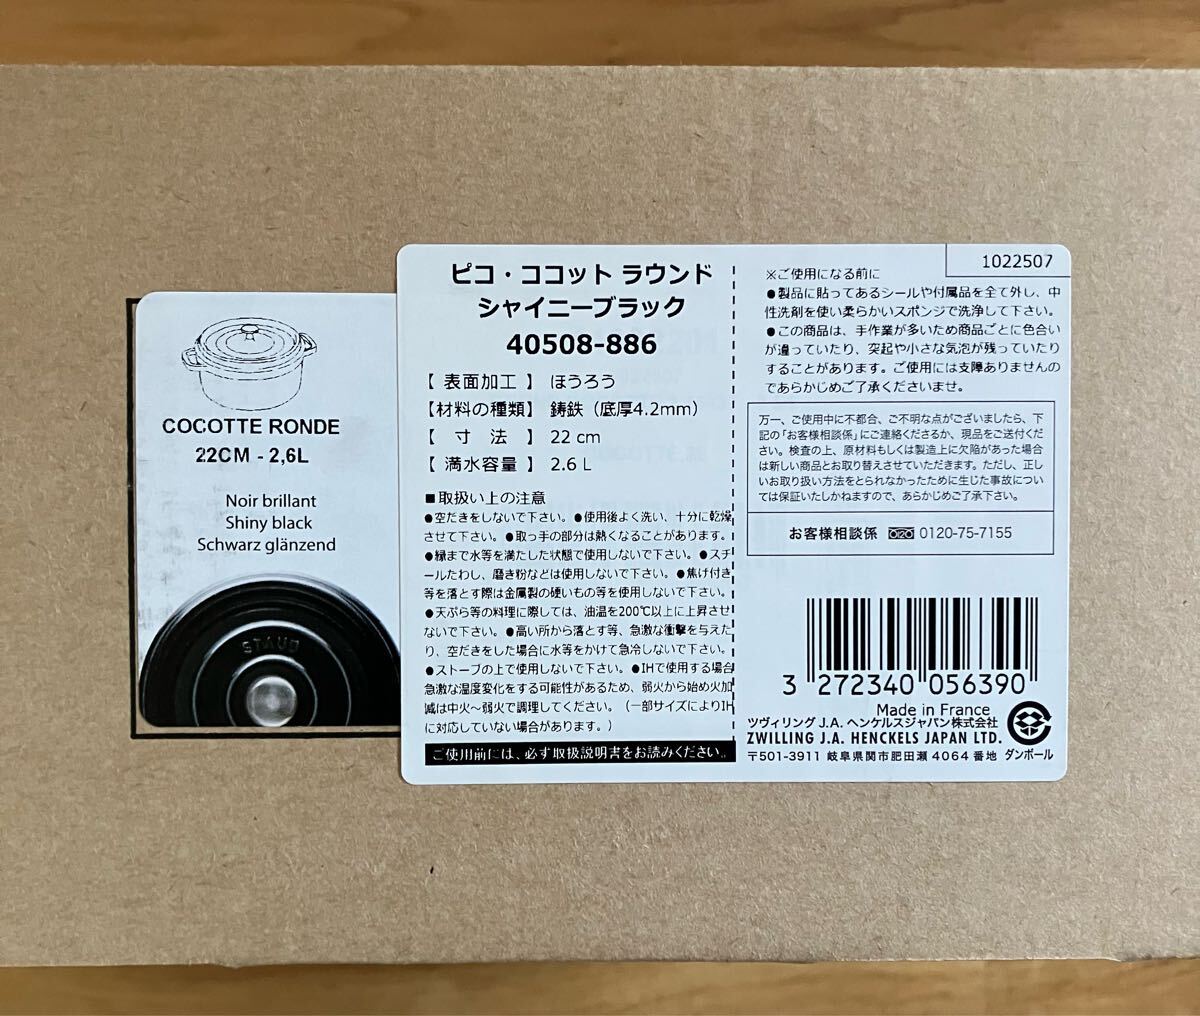 COCOTTE RONDE
22CM - 2,6L
Noir brillant
Shiny black
Schwarz glänzend
STAUB
ピコ・ココット ラウンド
シャイニーブラック
40508-886
【 表面加工 】 ほうろう
【材料の種類】 鋳鉄（底厚4.2mm）
【 寸 法 】 22 cm
【 満水容量 】 2.6 L
■取扱い上の注意
●空だきをしないで下さい。●使用後よく洗い、十分に乾燥
させて下さい。●取っ手の部分は熱くなることがあります。
●縁まで水等を満たした状態で使用しないで下さい。●スチ
ールたわし、磨き粉などは使用しないで下さい。●焦げ付き
等を落とす際は金属製の硬いもの等を使用しないで下さい。
●天ぷら等の料理に際しては、油温を200℃以上に上昇させ
ないで下さい。●高い所から落とす等、急激な衝撃を与えた
り、空だきをした場合に水等をかけて急冷しないで下さい。
●ストーブの上で使用しないで下さい。●IHで使用する場合
急激な温度変化をする可能性があるため、弱火から始め火加
減は中火～弱火で調理してください。（一部サイズによりIH
に対応していない場合があります。）
ご使用前には、必ず取扱説明書をお読みください。
1022507
※ご使用になる前に
●製品に貼ってあるシールや付属品を全て外し、中
性洗剤を使い柔らかいスポンジで洗浄して下さい。
●この商品は、手作業が多いため商品ごとに色合い
が違っていたり、突起や小さな気泡が残っていたり
することがあります。ご使用には支障ありませんの
であらかじめご了承くださいませ。
万一、ご使用中に不都合、ご不明な点がございましたら、下
記の「お客様相談係」にご連絡くださるか、現品をご送付くだ
さい。検査の上、原材料もしくは製造上に欠陥があった場合
は新しい商品とお取り替えさせていただきます。ただし、正し
いお取り扱い方法をとられなかったために生じた事故につい
ては保証いたしかねますので、あらかじめご了承下さい。
お客様相談係 0120-75-7155
3 272340 056390
Made in France
ツヴィリング J.A. ヘンケルスジャパン株式会社
ZWILLING J.A. HENCKELS JAPAN LTD.
〒501-3911 岐阜県関市肥田瀬 4064 番地 ダンボール